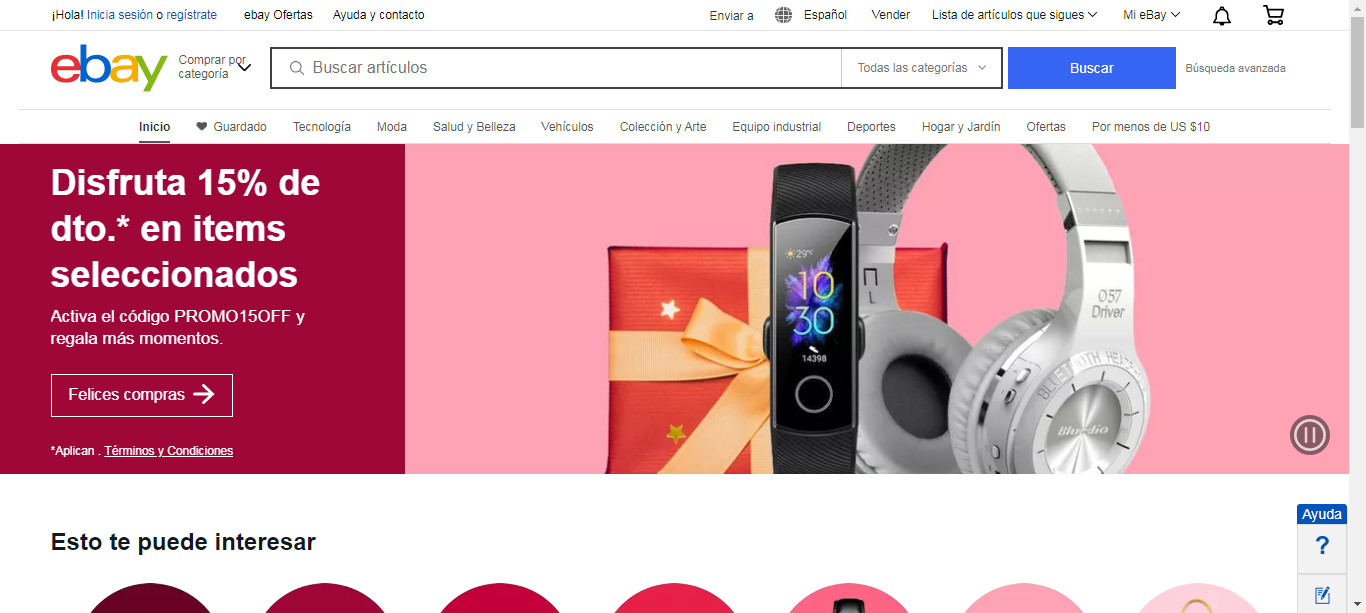 ¡Hola! Inicia sesión o regístrate ebay Ofertas Ayuda y contacto Enviar a Español Vender Lista de artículos que sigues Mi eBay
ebay Comprar por categoría Buscar artículos Todas las categorías Buscar Búsqueda avanzada
Inicio Guardado Tecnología Moda Salud y Belleza Vehículos Colección y Arte Equipo industrial Deportes Hogar y Jardín Ofertas Por menos de US $10
Disfruta 15% de
dto.* en items
seleccionados
Activa el código PROMO15OFF y
regala más momentos.
Felices compras
*Aplican . Términos y Condiciones
29°
10
30
14398
O57
Driver
BLUETOOTH
Bluedio
Ayuda
?
Esto te puede interesar